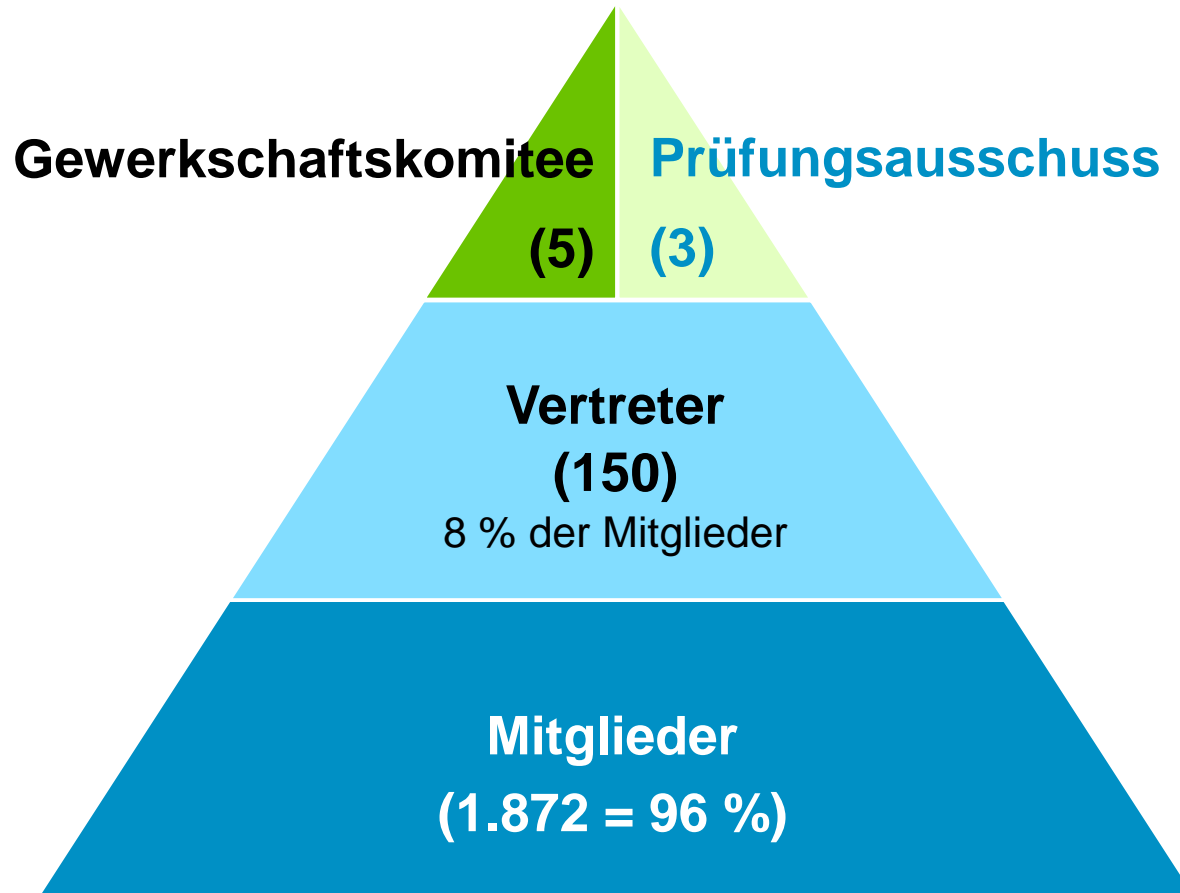 Gewerkschaftskomitee
(5)
Prüfungsausschuss
(3)
Vertreter
(150)
8 % der Mitglieder
Mitglieder
(1.872 = 96 %)